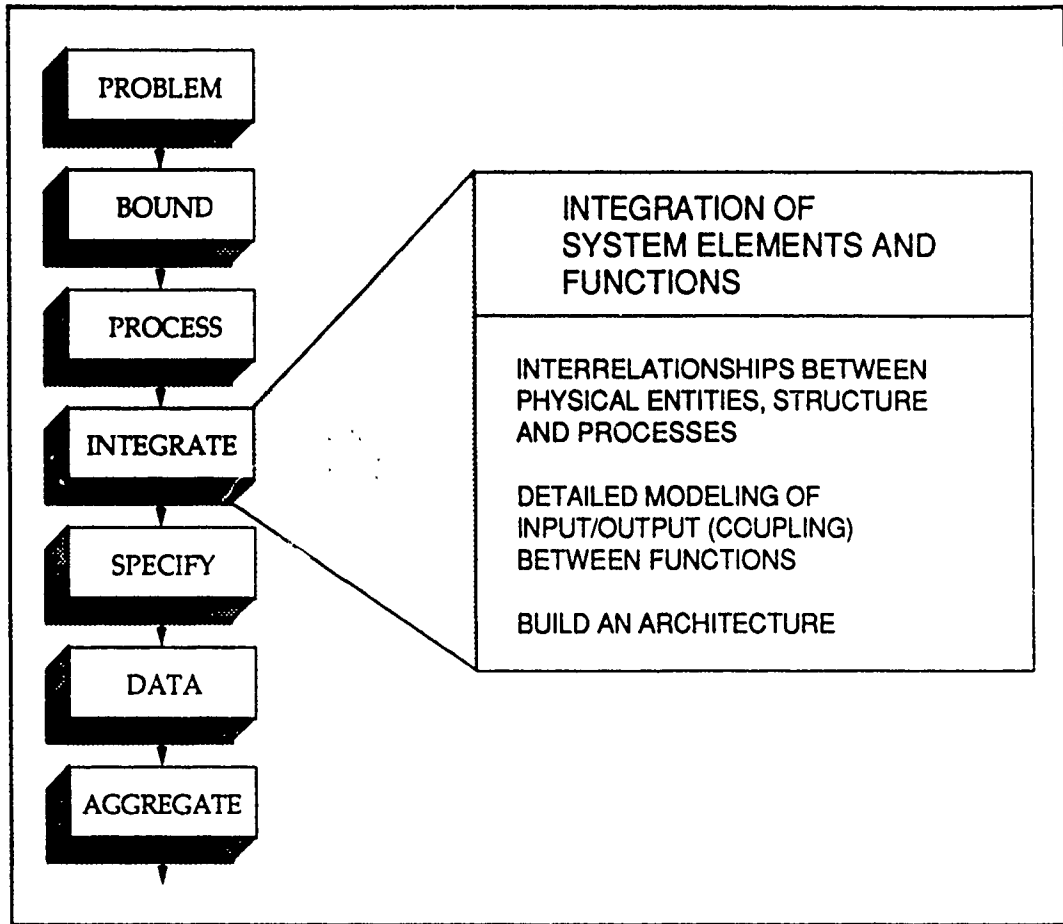 PROBLEM
BOUND
PROCESS
INTEGRATE
SPECIFY
DATA
AGGREGATE
INTEGRATION OF
SYSTEM ELEMENTS AND
FUNCTIONS
INTERRELATIONSHIPS BETWEEN
PHYSICAL ENTITIES, STRUCTURE
AND PROCESSES
DETAILED MODELING OF
INPUT/OUTPUT (COUPLING)
BETWEEN FUNCTIONS
BUILD AN ARCHITECTURE